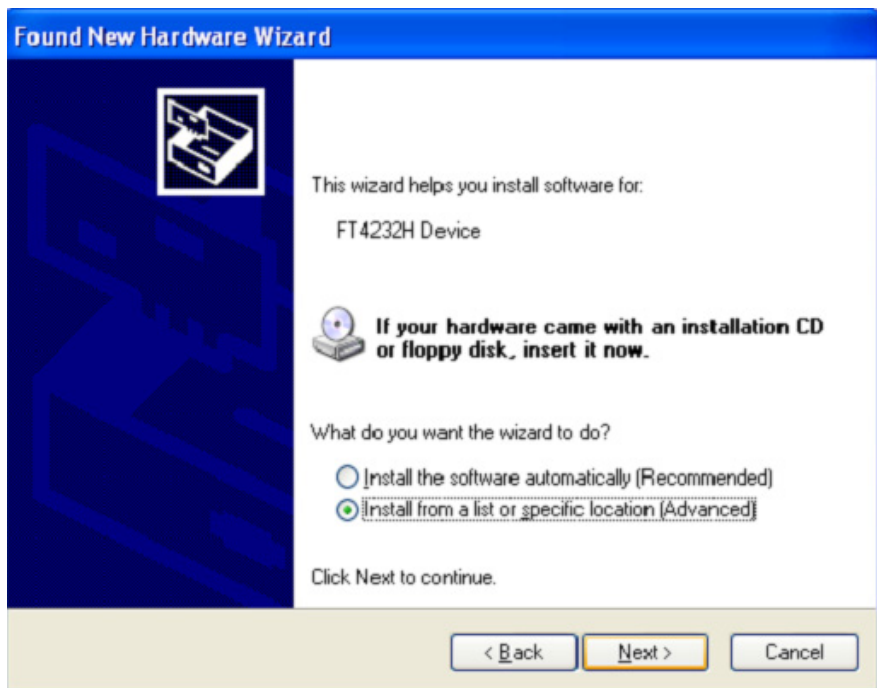 Found New Hardware Wizard
This wizard helps you install software for:
FT4232H Device
If your hardware came with an installation CD
or floppy disk, insert it now.
What do you want the wizard to do?
Install the software automatically (Recommended)
Install from a list or specific location (Advanced)
Click Next to continue.
< Back Next > Cancel